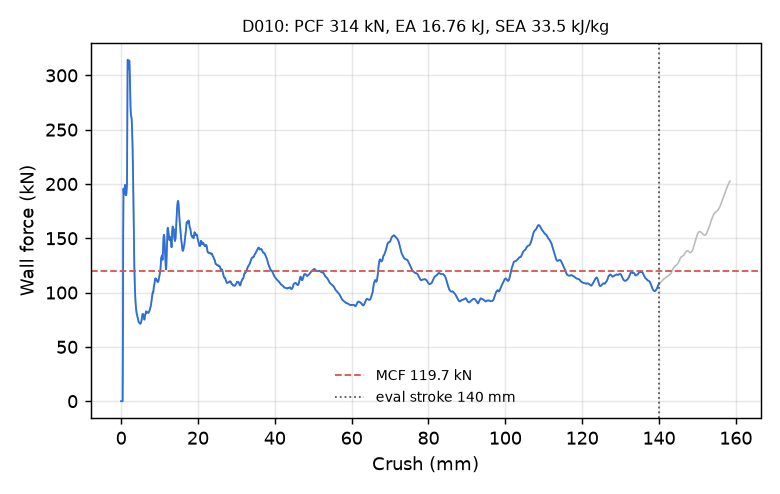 D010: PCF 314 kN, EA 16.76 kJ, SEA 33.5 kJ/kg
Wall force (kN)
300
250
200
150
100
50
0
MCF 119.7 kN
eval stroke 140 mm
0 20 40 60 80 100 120 140 160
Crush (mm)